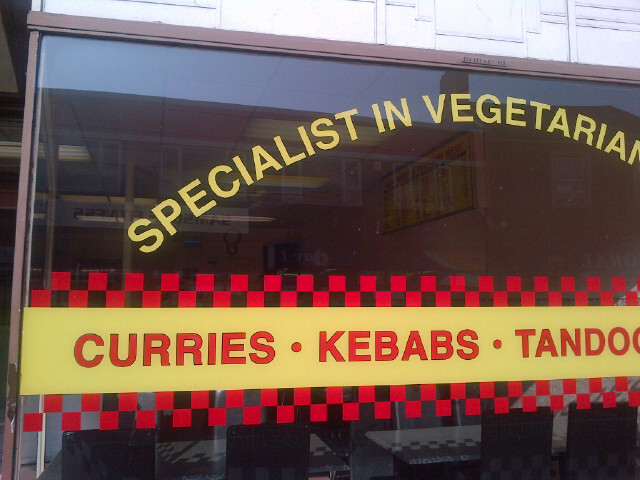 SPECIALIST IN VEGETARIAN
CURRIES • KEBABS • TANDOO